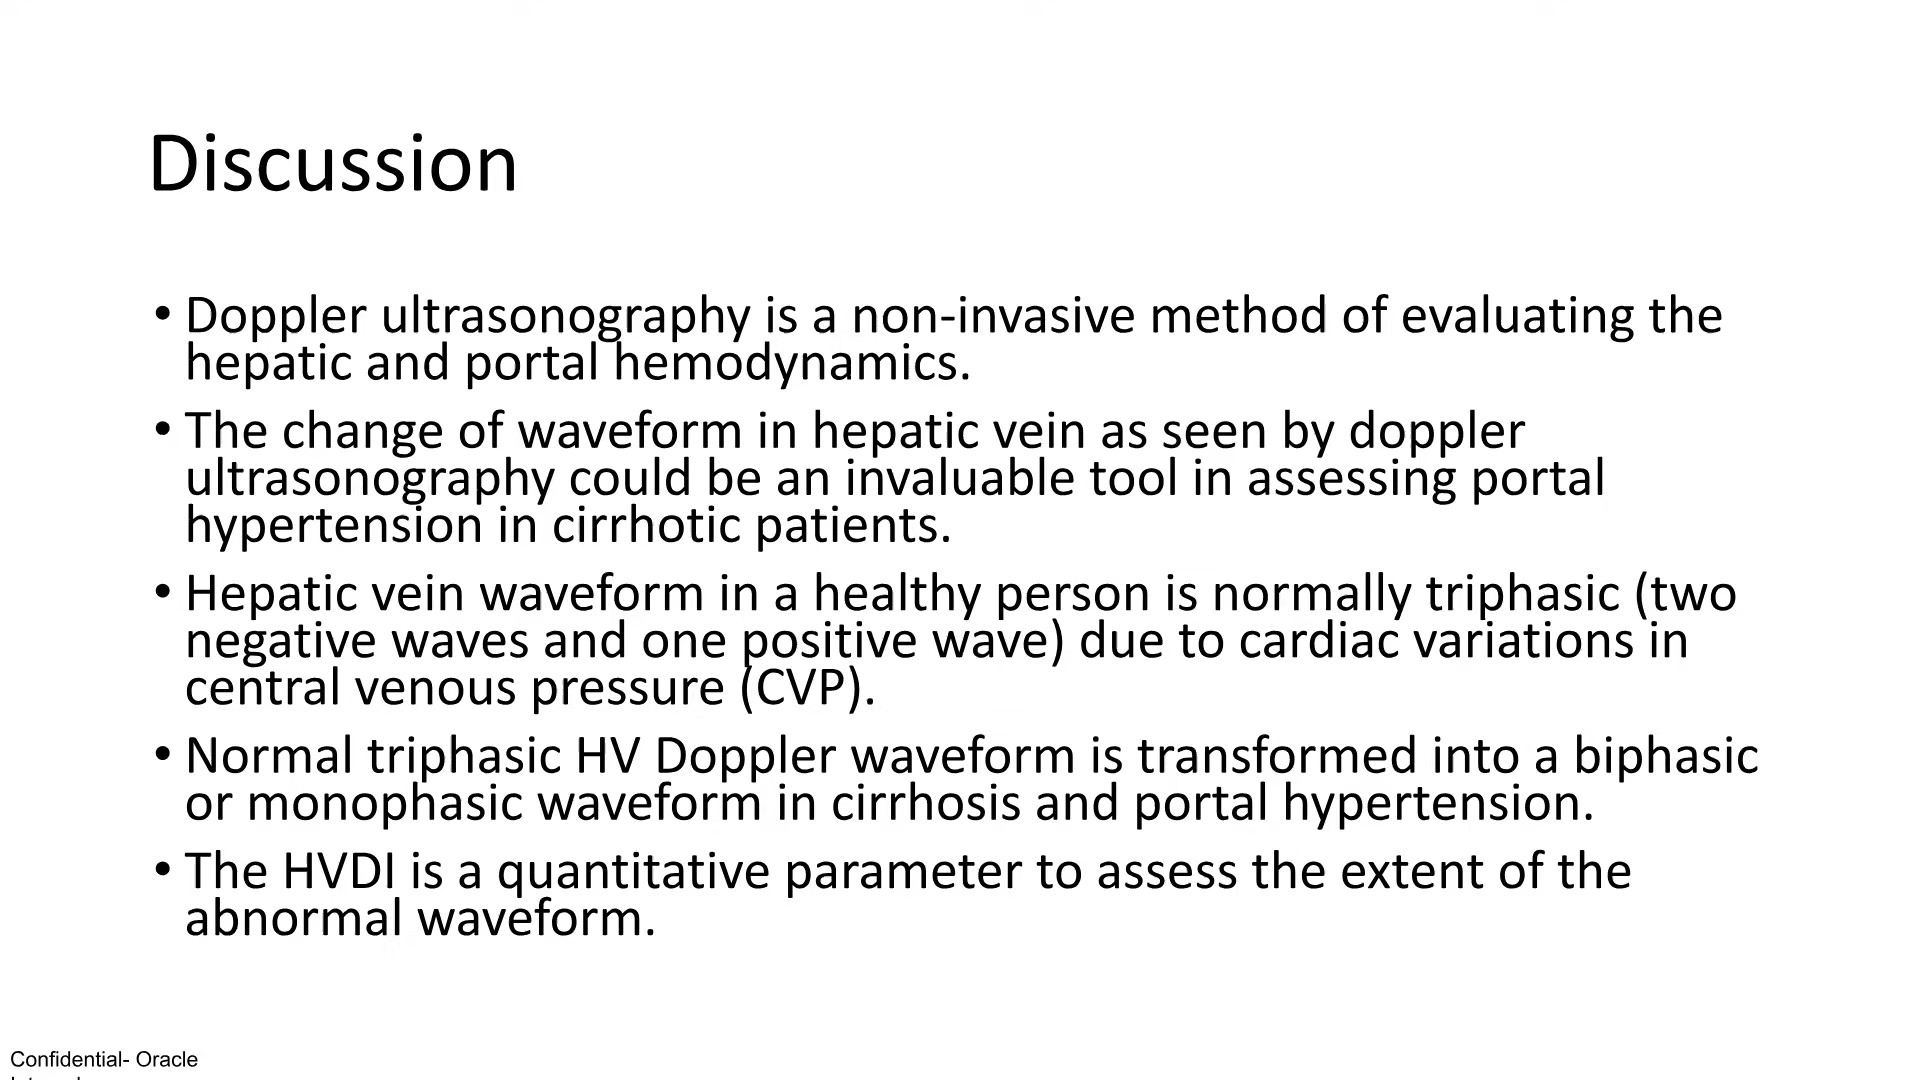 Discussion
• Doppler ultrasonography is a non-invasive method of evaluating the
hepatic and portal hemodynamics.
• The change of waveform in hepatic vein as seen by doppler
ultrasonography could be an invaluable tool in assessing portal
hypertension in cirrhotic patients.
• Hepatic vein waveform in a healthy person is normally triphasic (two
negative waves and one positive wave) due to cardiac variations in
central venous pressure (CVP).
• Normal triphasic HV Doppler waveform is transformed into a biphasic
or monophasic waveform in cirrhosis and portal hypertension.
• The HVDI is a quantitative parameter to assess the extent of the
abnormal waveform.
Confidential- Oracle